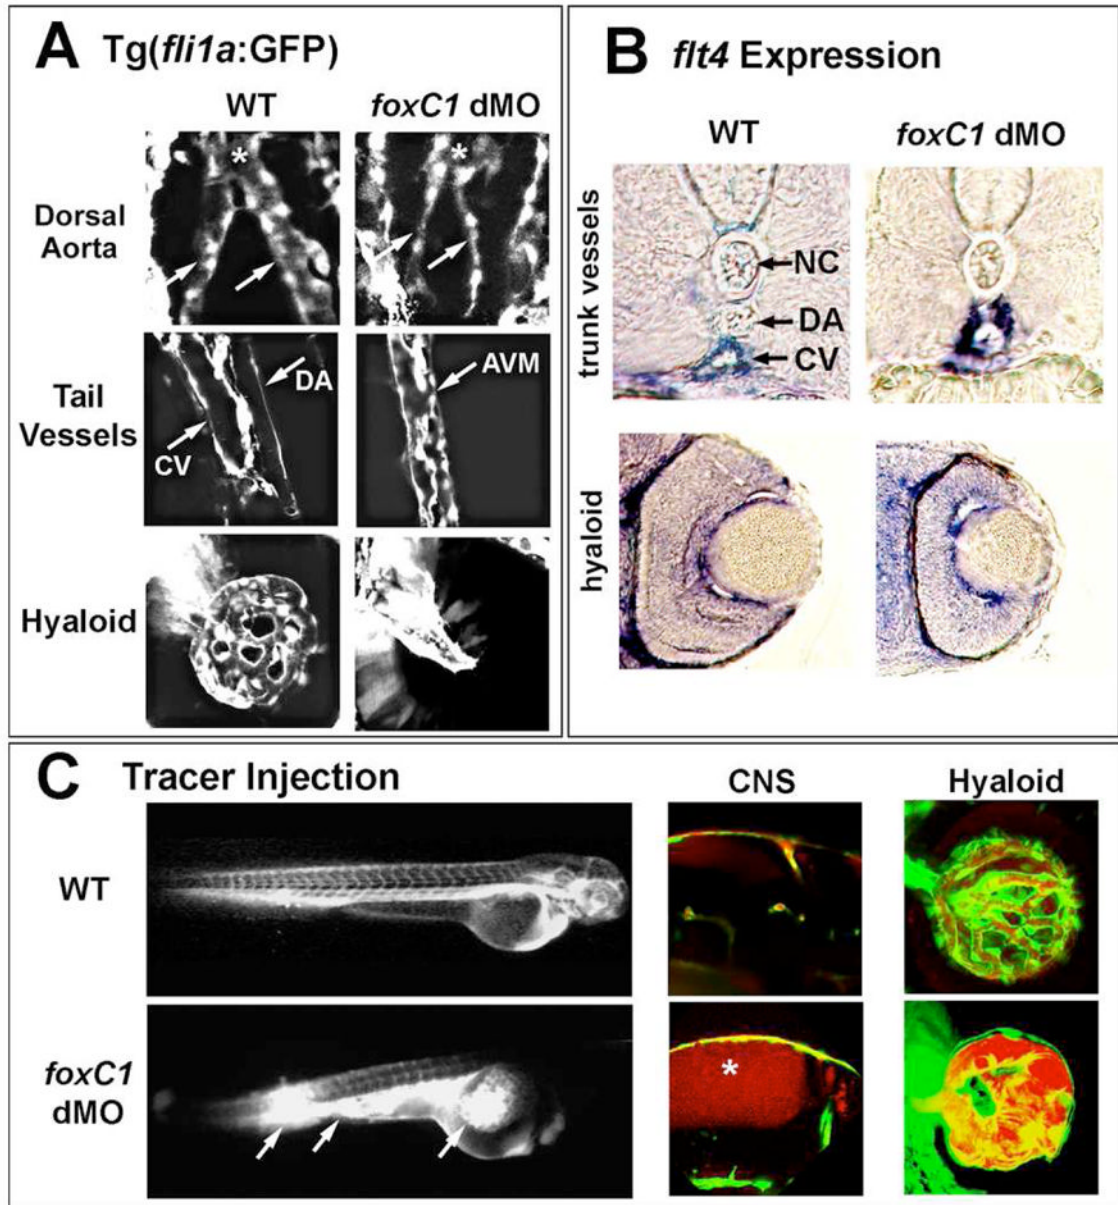 A Tg(fli1a:GFP)
WT
foxC1 dMO
Dorsal
Aorta
*
*
Tail
Vessels
CV
DA
AVM
Hyaloid
B flt4 Expression
WT
foxC1 dMO
trunk vessels
NC
DA
CV
hyaloid
C Tracer Injection
CNS
Hyaloid
WT
foxC1
dMO
*